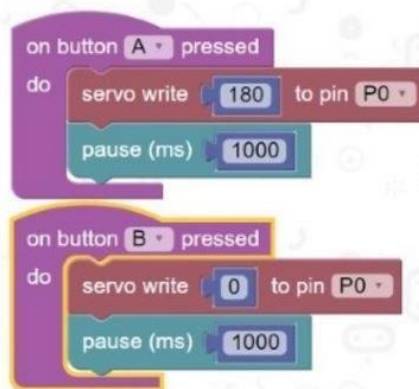 on button A pressed
do servo write 180 to pin P0
pause (ms) 1000
on button B pressed
do servo write 0 to pin P0
pause (ms) 1000